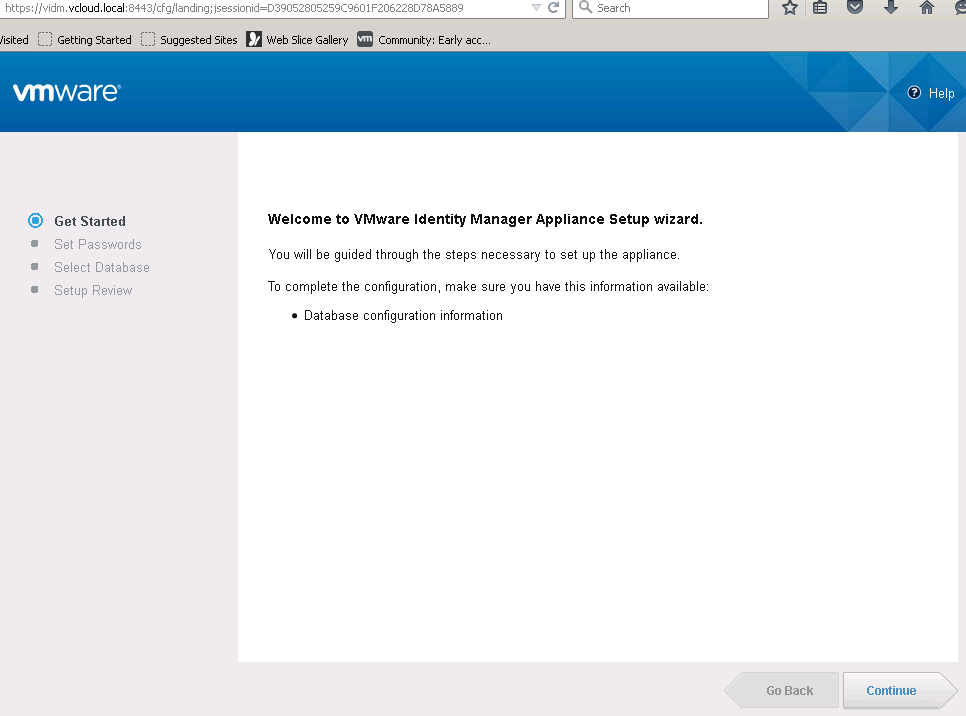 https://vidm.vcloud.local:8443/cfg/landing;jsessionid=D39052805259C9601F206228D78A5889 Search
Visited Getting Started Suggested Sites Web Slice Gallery vm Community: Early acc...
vmware Help
Get Started
Set Passwords
Select Database
Setup Review
Welcome to VMware Identity Manager Appliance Setup wizard.
You will be guided through the steps necessary to set up the appliance.
To complete the configuration, make sure you have this information available:
• Database configuration information
Go Back Continue